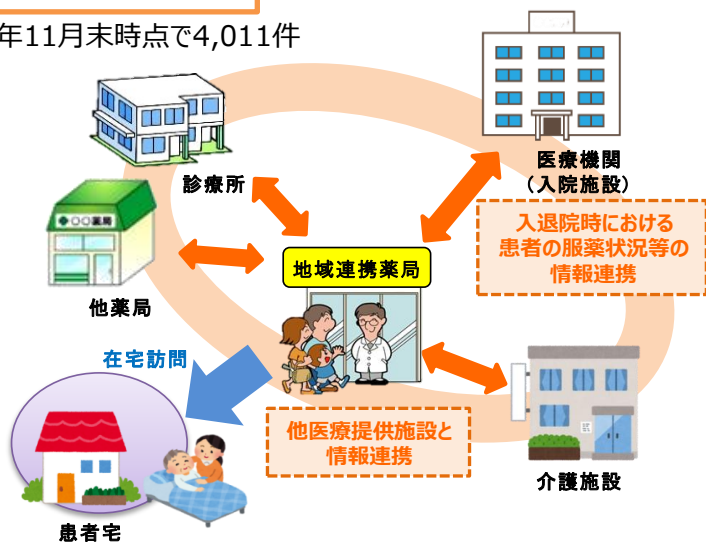 年11月末時点で4,011件
診療所
医療機関
（入院施設）
○○薬局
他薬局
地域連携薬局
入退院時における
患者の服薬状況等の
情報連携
在宅訪問
他医療提供施設と
情報連携
介護施設
患者宅